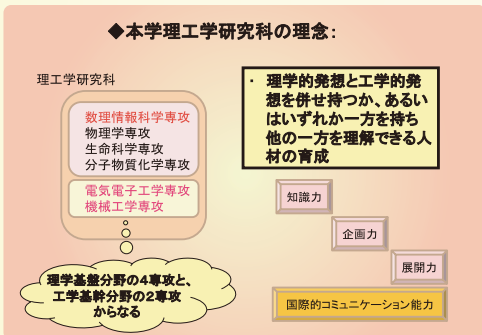 ◆本学理工学研究科の理念：
理工学研究科
数理情報科学専攻
物理学専攻
生命科学専攻
分子物質化学専攻
電気電子工学専攻
機械工学専攻
理学基盤分野の4専攻と、
工学基幹分野の2専攻
からなる
・ 理学的発想と工学的発
想を併せ持つか、あるい
はいずれか一方を持ち
他の一方を理解できる人
材の育成
知識力
企画力
展開力
国際的コミュニケーション能力